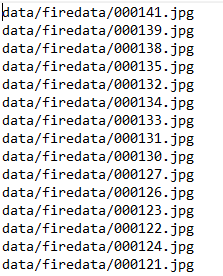 data/firedata/000141.jpg
data/firedata/000139.jpg
data/firedata/000138.jpg
data/firedata/000135.jpg
data/firedata/000132.jpg
data/firedata/000134.jpg
data/firedata/000133.jpg
data/firedata/000131.jpg
data/firedata/000130.jpg
data/firedata/000127.jpg
data/firedata/000126.jpg
data/firedata/000123.jpg
data/firedata/000122.jpg
data/firedata/000124.jpg
data/firedata/000121.jpg